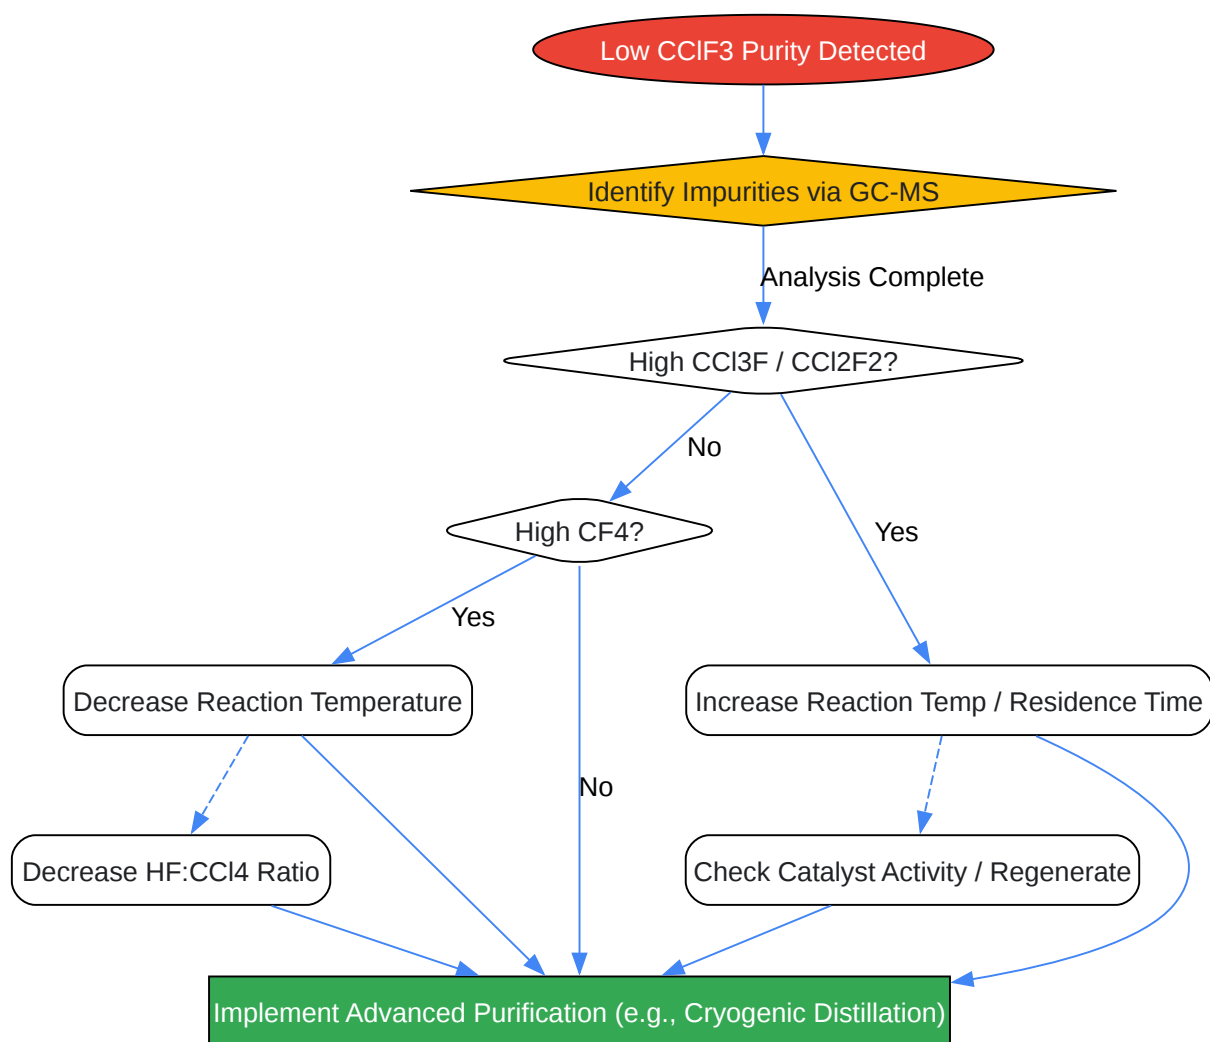 Low CClF3 Purity Detected
Identify Impurities via GC-MS
Analysis Complete
High CCl3F / CCl2F2?
No
High CF4?
Yes
Yes
Decrease Reaction Temperature
Increase Reaction Temp / Residence Time
No
Decrease HF:CCl4 Ratio
Check Catalyst Activity / Regenerate
Implement Advanced Purification (e.g., Cryogenic Distillation)